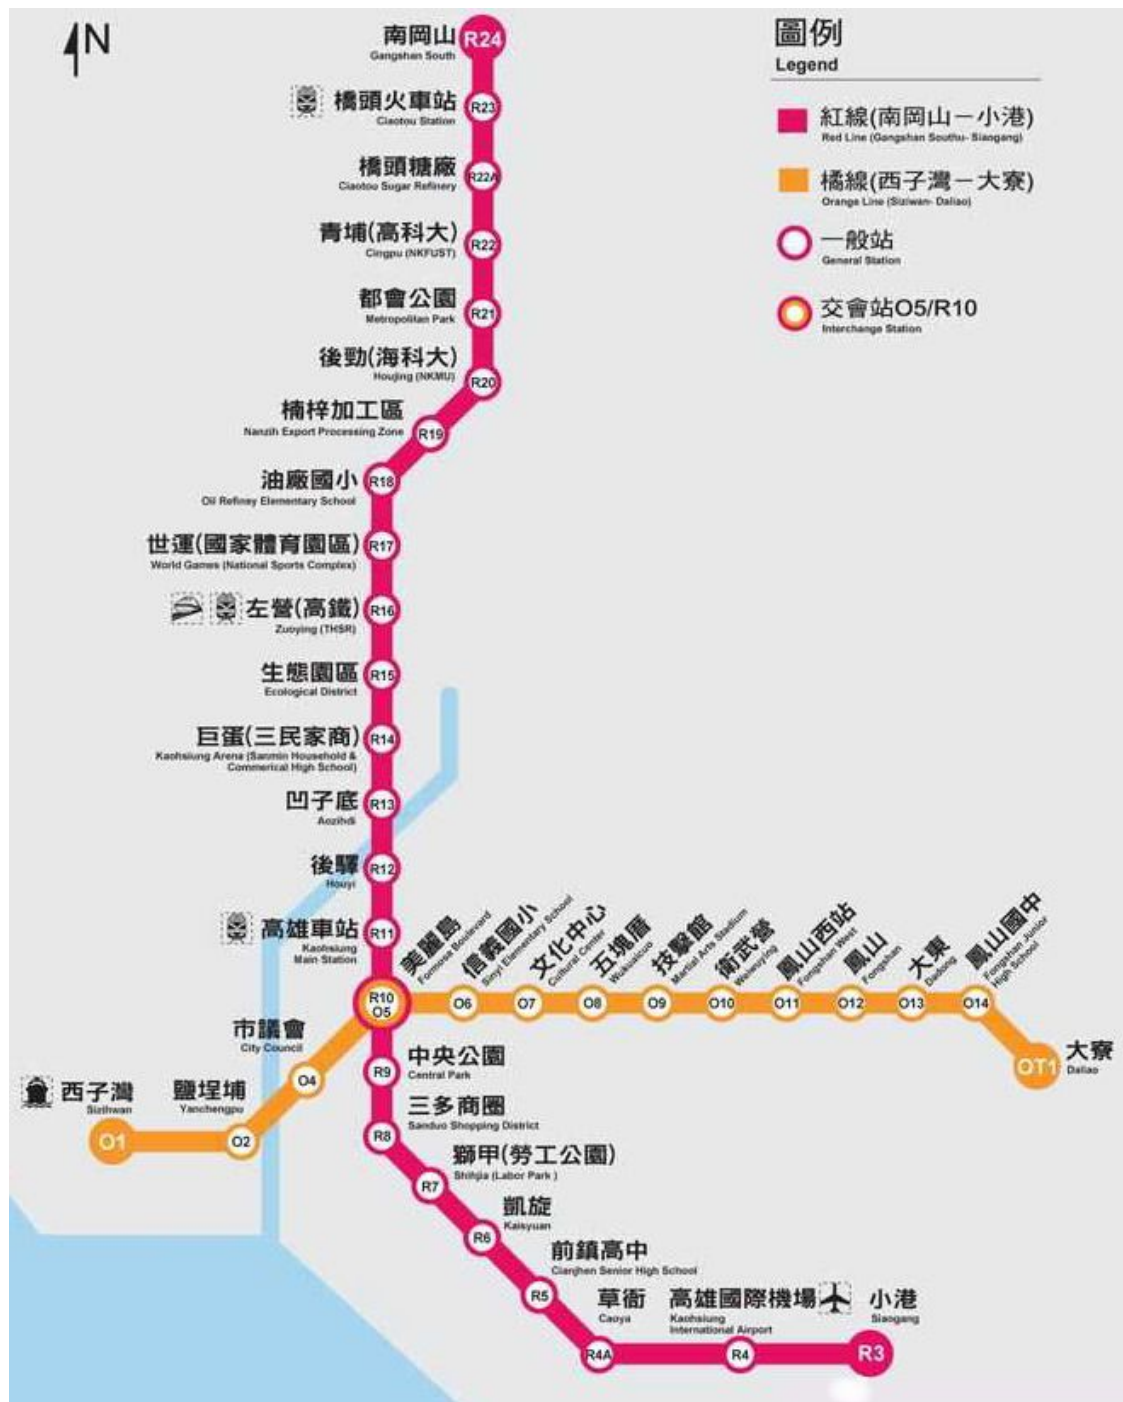 N
圖例
Legend
紅線(南岡山－小港)
Red Line (Gangshan Southu- Siaogang)
橘線(西子灣－大寮)
Orange Line (Siziwan- Daliao)
一般站
General Station
交會站O5/R10
Interchange Station
南岡山
Gangshan South
R24
橋頭火車站
Ciaotou Station
R23
橋頭糖廠
Ciaotou Sugar Refinery
R22A
青埔(高科大)
Cingpu (NKFUST)
R22
都會公園
Metropolitan Park
R21
後勁(海科大)
Houjing (NKMU)
R20
楠梓加工區
Nanzih Export Processing Zone
R19
油廠國小
Oil Refiney Elementary School
R18
世運(國家體育園區)
World Games (National Sports Complex)
R17
左營(高鐵)
Zuoying (THSR)
R16
生態園區
Ecological District
R15
巨蛋(三民家商)
Kaohsiung Arena (Sanmin Household &
Commerical High School)
R14
凹子底
Aozihdi
R13
後驛
Houyi
R12
高雄車站
Kaohsiung
Main Station
R11
美麗島
Formosa Boulevard
R10
O5
信義國小
Sinyi Elementary School
O6
文化中心
Cultural Center
O7
五塊厝
Wukuaicuo
O8
技擊館
Martial Arts Stadium
O9
衛武營
Weiwuying
O10
鳳山西站
Fongshan West
O11
鳳山
Fongshan
O12
大東
Dadong
O13
鳳山國中
Fongshan Junior
High School
O14
大寮
Daliao
OT1
市議會
City Council
O4
鹽埕埔
Yanchengpu
O2
西子灣
Sizihwan
O1
中央公園
Central Park
R9
三多商圈
Sanduo Shopping District
R8
獅甲(勞工公園)
Shihjia (Labor Park )
R7
凱旋
Kaisyuan
R6
前鎮高中
Cianjhen Senior High School
R5
草衙
Caoya
R4A
高雄國際機場
Kaohsiung
International Airport
R4
小港
Siaogang
R3